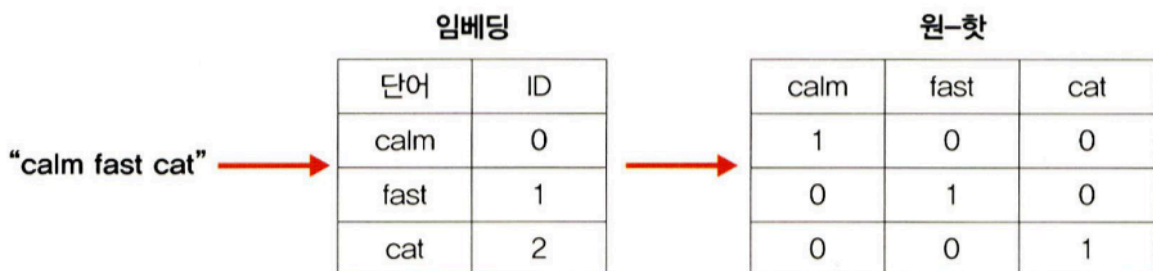 임베딩
원-핫
단어 ID
calm fast cat
calm 0
1 0 0
“calm fast cat”
fast 1
0 1 0
cat 2
0 0 1